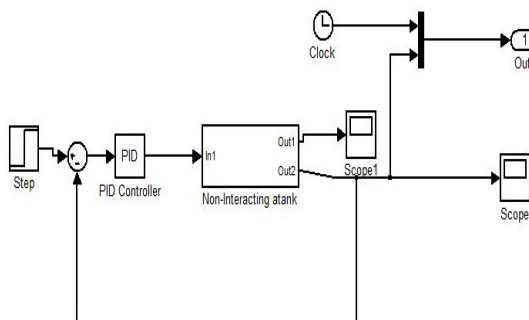 Clock
1
Out
Step
PID
PID Controller
In1
Out1
Out2
Non-Interacting atank
Scope1
Scope